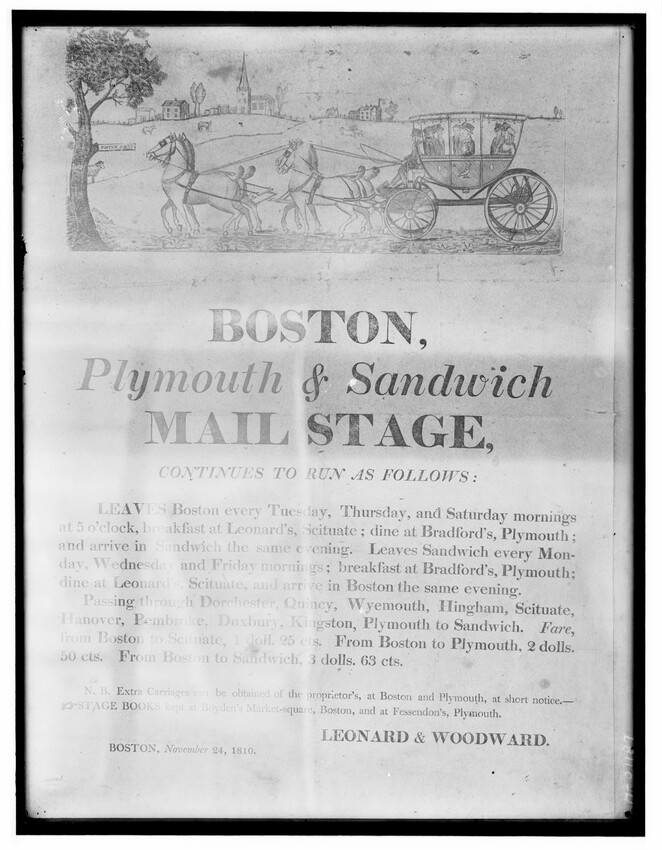 BOSTON,
Plymouth & Sandwich
MAIL STAGE,
CONTINUES TO RUN AS FOLLOWS:
LEAVES Boston every Tuesday, Thursday, and Saturday mornings
at 5 o'clock, breakfast at Leonard's, Scituate; dine at Bradford's, Plymouth;
and arrive in Sandwich the same evening. Leaves Sandwich every Mon-
day, Wednesday and Friday mornings; breakfast at Bradford's, Plymouth;
dine at Leonard's, Scituate, and arrive in Boston the same evening.
Passing through Dorchester, Quincy, Wyemouth, Hingham, Scituate,
Hanover, Pembroke, Duxbury, Kingston, Plymouth to Sandwich. Fare,
from Boston to Scituate, 1 doll. 25 cts. From Boston to Plymouth, 2 dolls.
50 cts. From Boston to Sandwich, 3 dolls. 63 cts.
N. B. Extra Carriages can be obtained of the proprietor's, at Boston and Plymouth, at short notice.—
☞STAGE BOOKS kept at Boyden's Market-square, Boston, and at Fessendon's, Plymouth.
LEONARD & WOODWARD.
BOSTON, November 24, 1810.